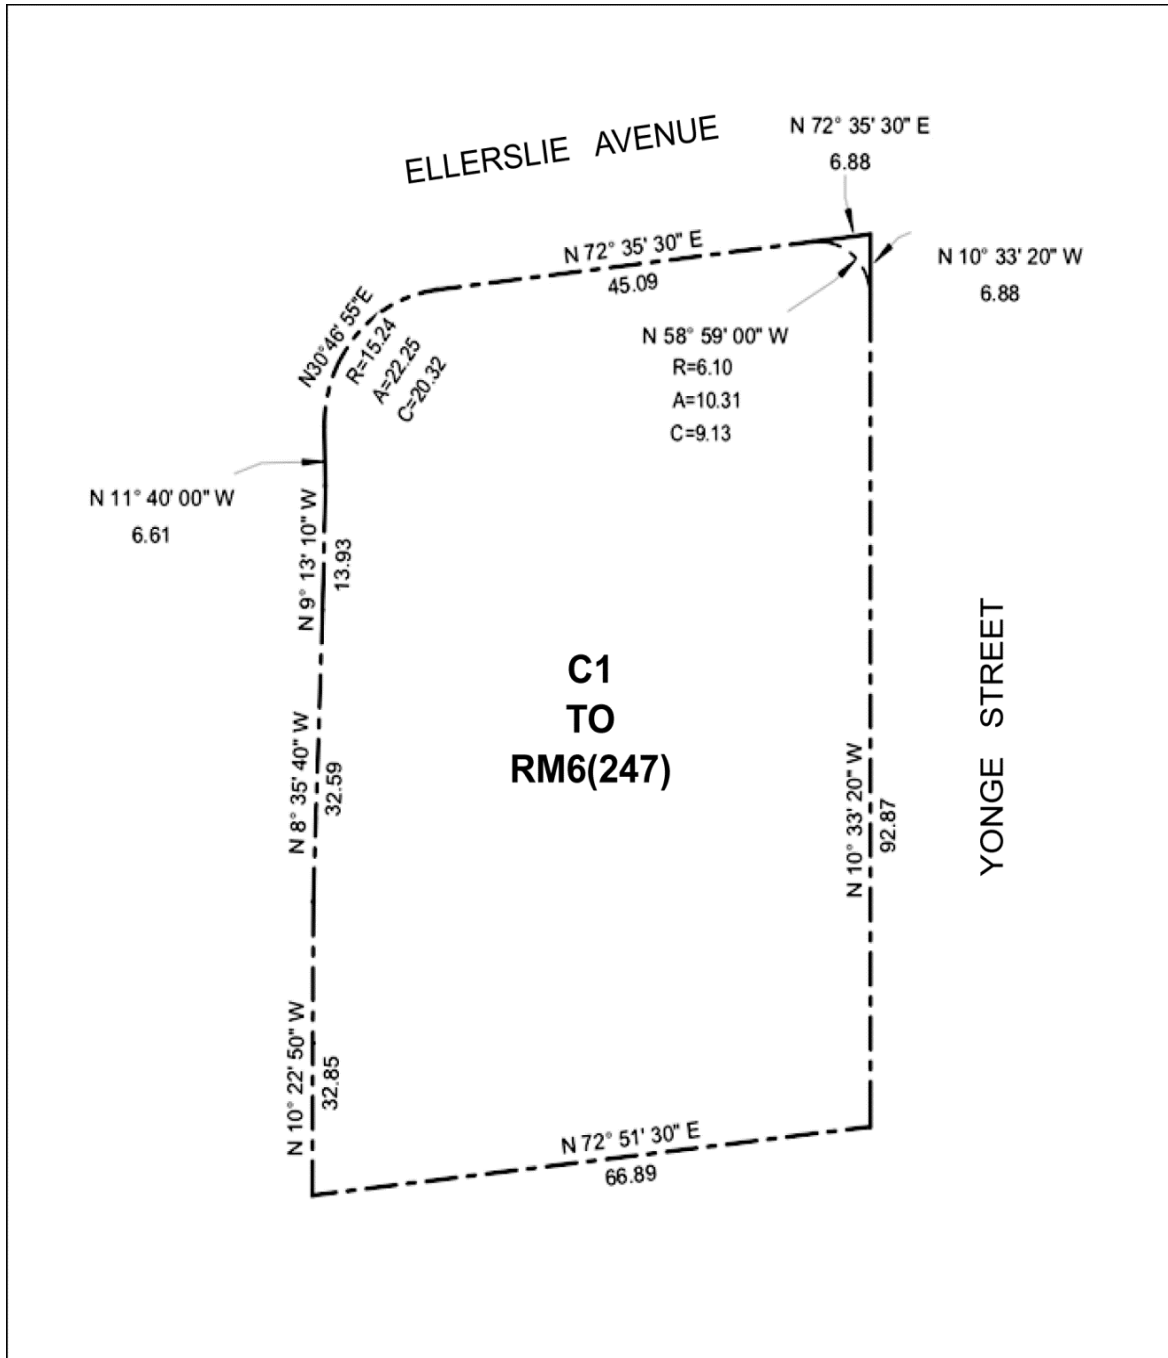 ELLERSLIE AVENUE
N 72° 35' 30" E
6.88
N 72° 35' 30" E
45.09
N 10° 33' 20" W
6.88
N30°46' 55"E
R=15.24
A=22.25
C=20.32
N 58° 59' 00" W
R=6.10
A=10.31
C=9.13
N 11° 40' 00" W
6.61
N 9° 13' 10" W
13.93
C1
TO
RM6(247)
N 8° 35' 40" W
32.59
N 10° 33' 20" W
92.87
YONGE STREET
N 10° 22' 50" W
32.85
N 72° 51' 30" E
66.89